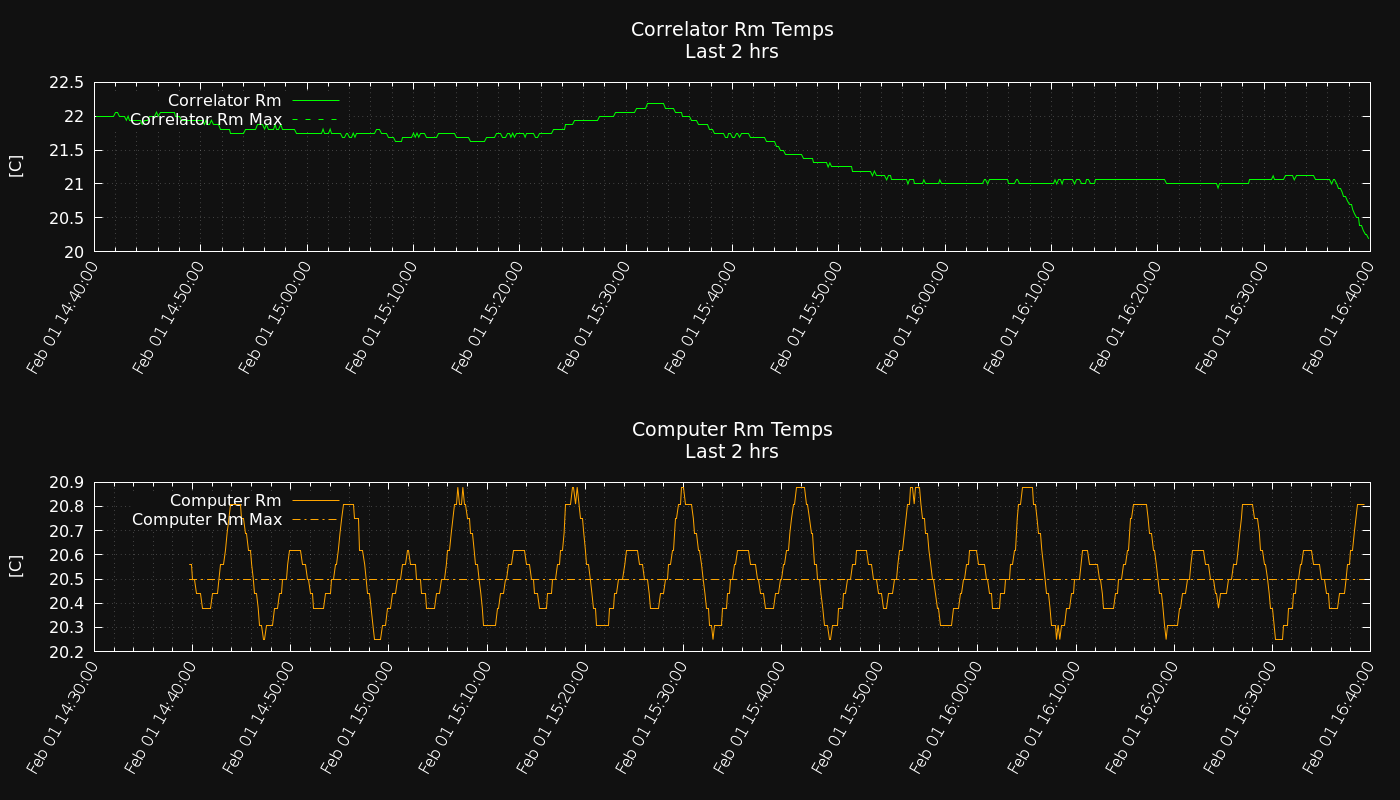 Correlator Rm Temps
Last 2 hrs
22.5
22
21.5
21
20.5
20
[C]
Correlator Rm
Correlator Rm Max
Feb 01 14:40:00
Feb 01 14:50:00
Feb 01 15:00:00
Feb 01 15:10:00
Feb 01 15:20:00
Feb 01 15:30:00
Feb 01 15:40:00
Feb 01 15:50:00
Feb 01 16:00:00
Feb 01 16:10:00
Feb 01 16:20:00
Feb 01 16:30:00
Feb 01 16:40:00
Computer Rm Temps
Last 2 hrs
20.9
20.8
20.7
20.6
20.5
20.4
20.3
20.2
[C]
Computer Rm
Computer Rm Max
Feb 01 14:30:00
Feb 01 14:40:00
Feb 01 14:50:00
Feb 01 15:00:00
Feb 01 15:10:00
Feb 01 15:20:00
Feb 01 15:30:00
Feb 01 15:40:00
Feb 01 15:50:00
Feb 01 16:00:00
Feb 01 16:10:00
Feb 01 16:20:00
Feb 01 16:30:00
Feb 01 16:40:00